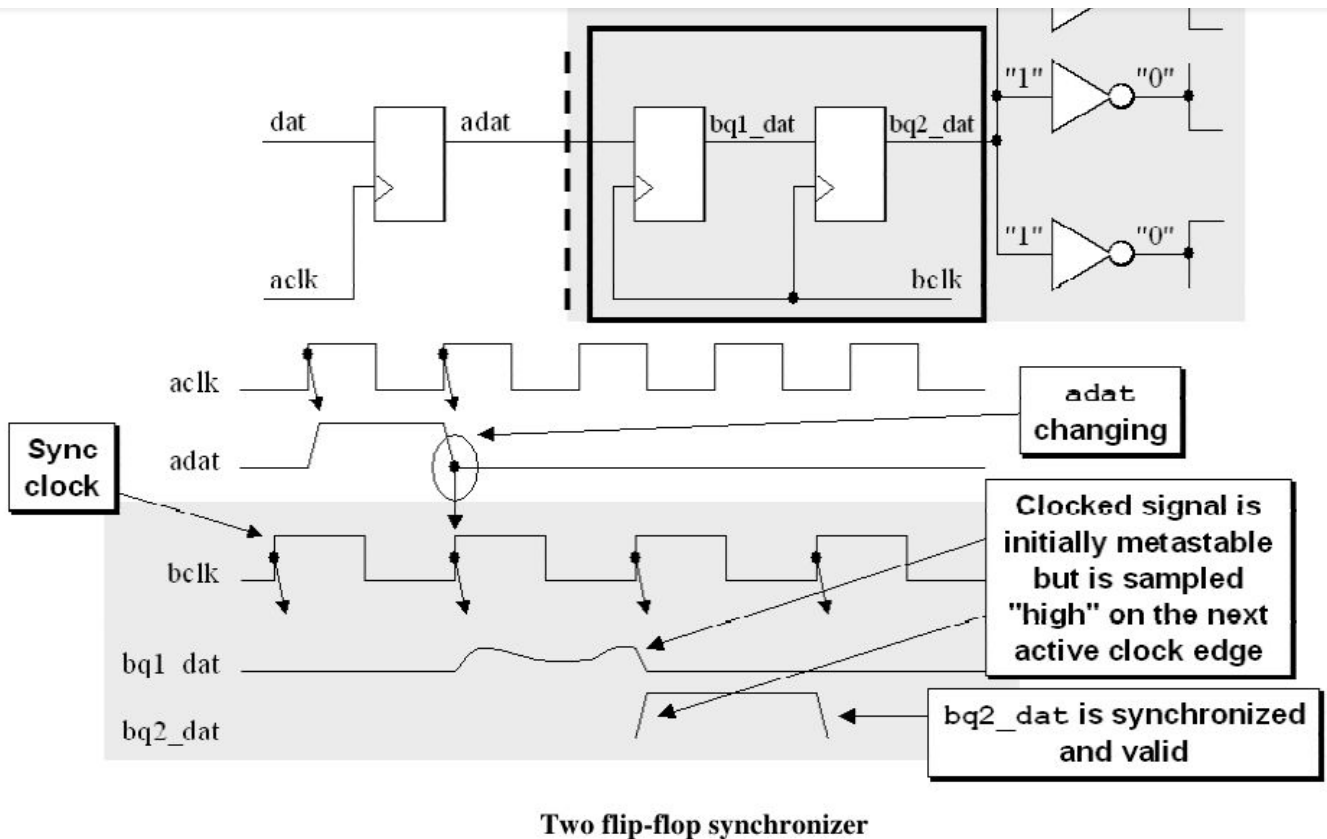 "1"
"0"
dat
adat
bq1_dat
bq2_dat
"1"
"0"
aclk
bclk
aclk
adat
changing
Sync
clock
adat
Clocked signal is
initially metastable
but is sampled
"high" on the next
active clock edge
bclk
bq1_dat
bq2_dat
bq2_dat is synchronized
and valid
Two flip-flop synchronizer